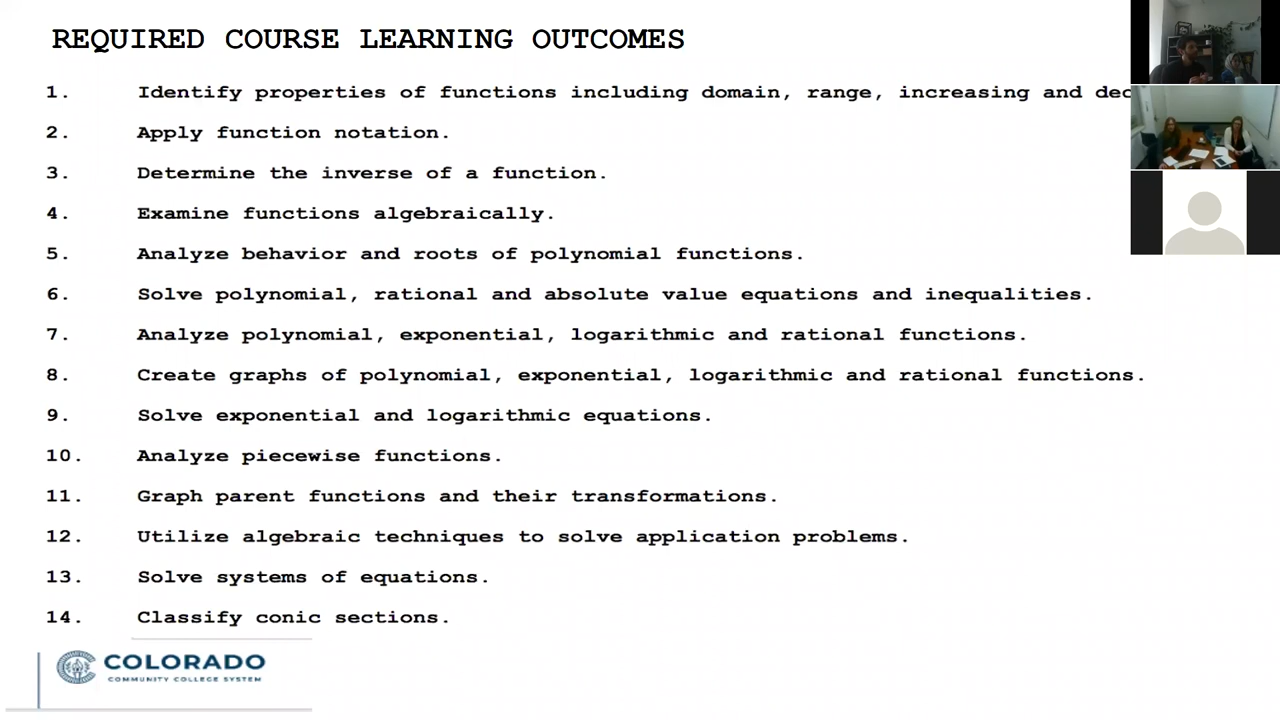 REQUIRED COURSE LEARNING OUTCOMES
1. Identify properties of functions including domain, range, increasing and
2. Apply function notation.
3. Determine the inverse of a function.
4. Examine functions algebraically.
5. Analyze behavior and roots of polynomial functions.
6. Solve polynomial, rational and absolute value equations and inequalities.
7. Analyze polynomial, exponential, logarithmic and rational functions.
8. Create graphs of polynomial, exponential, logarithmic and rational functions.
9. Solve exponential and logarithmic equations.
10. Analyze piecewise functions.
11. Graph parent functions and their transformations.
12. Utilize algebraic techniques to solve application problems.
13. Solve systems of equations.
14. Classify conic sections.
COLORADO
COMMUNITY COLLEGE SYSTEM